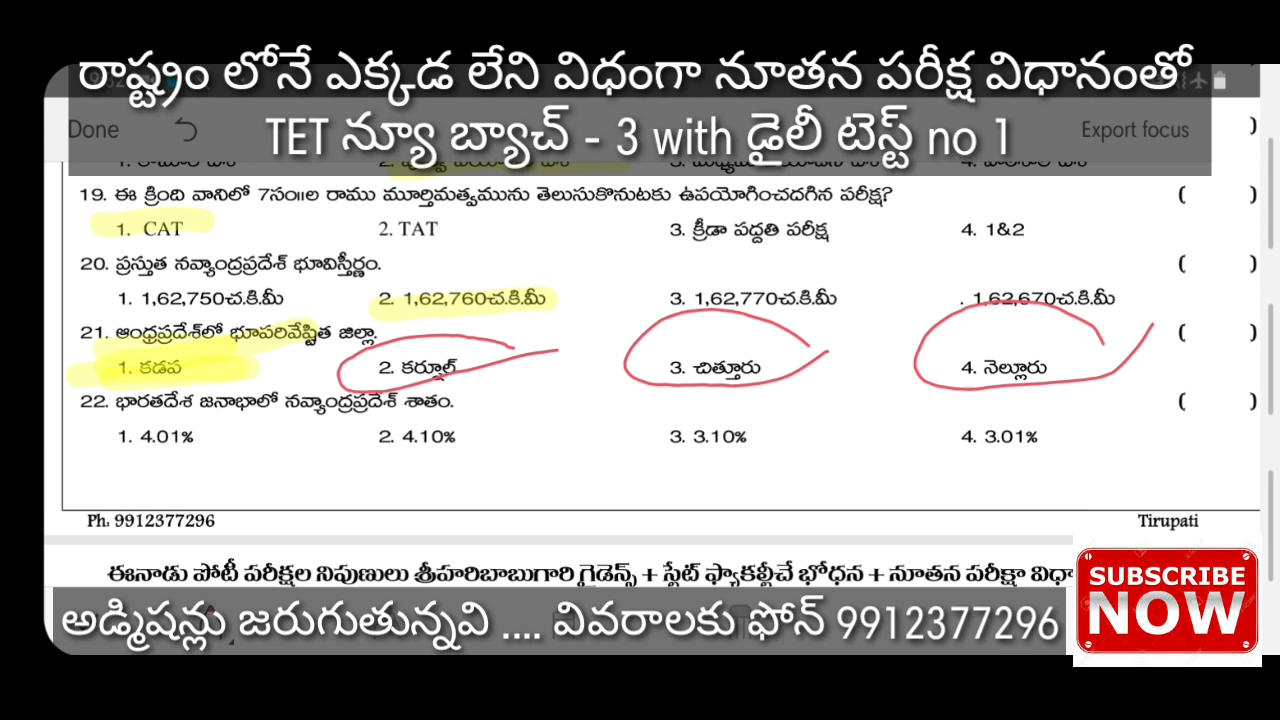 రాష్ట్రం లోనే ఎక్కడ లేని విధంగా నూతన పరీక్ష విధానంతో
TET న్యూ బ్యాచ్ - 3 with డైలీ టెస్ట్ no 1
Done Export focus )
19. ఈ క్రింది వానిలో 7సం॥ల రాము మూర్తిమత్వమును తెలుసుకొనుటకు ఉపయోగించదగిన పరీక్ష? ( )
1. CAT 2. TAT 3. క్రీడా పద్దతి పరీక్ష 4. 1&2
20. ప్రస్తుత నవ్యాంద్రప్రదేశ్ భూవిస్తీర్ణం. ( )
1. 1,62,750చ.కి.మీ 2. 1,62,760చ.కి.మీ 3. 1,62,770చ.కి.మీ . 1,62,670చ.కి.మీ
21. ఆంధ్రప్రదేశ్‌లో భూపరివేష్టిత జిల్లా. ( )
1. కడప 2. కర్నూల్ 3. చిత్తూరు 4. నెల్లూరు
22. భారతదేశ జనాభాలో నవ్యాంద్రప్రదేశ్ శాతం. ( )
1. 4.01% 2. 4.10% 3. 3.10% 4. 3.01%
Ph: 9912377296 Tirupati
ఈనాడు పోటీ పరీక్షల నిపుణులు శ్రీహరిబాబుగారి గైడెన్స్ + స్టేట్ ఫ్యాకల్టీచే భోధన + నూతన పరీక్షా విధా
అడ్మిషన్లు జరుగుతున్నవి .... వివరాలకు ఫోన్ 9912377296
SUBSCRIBE
NOW